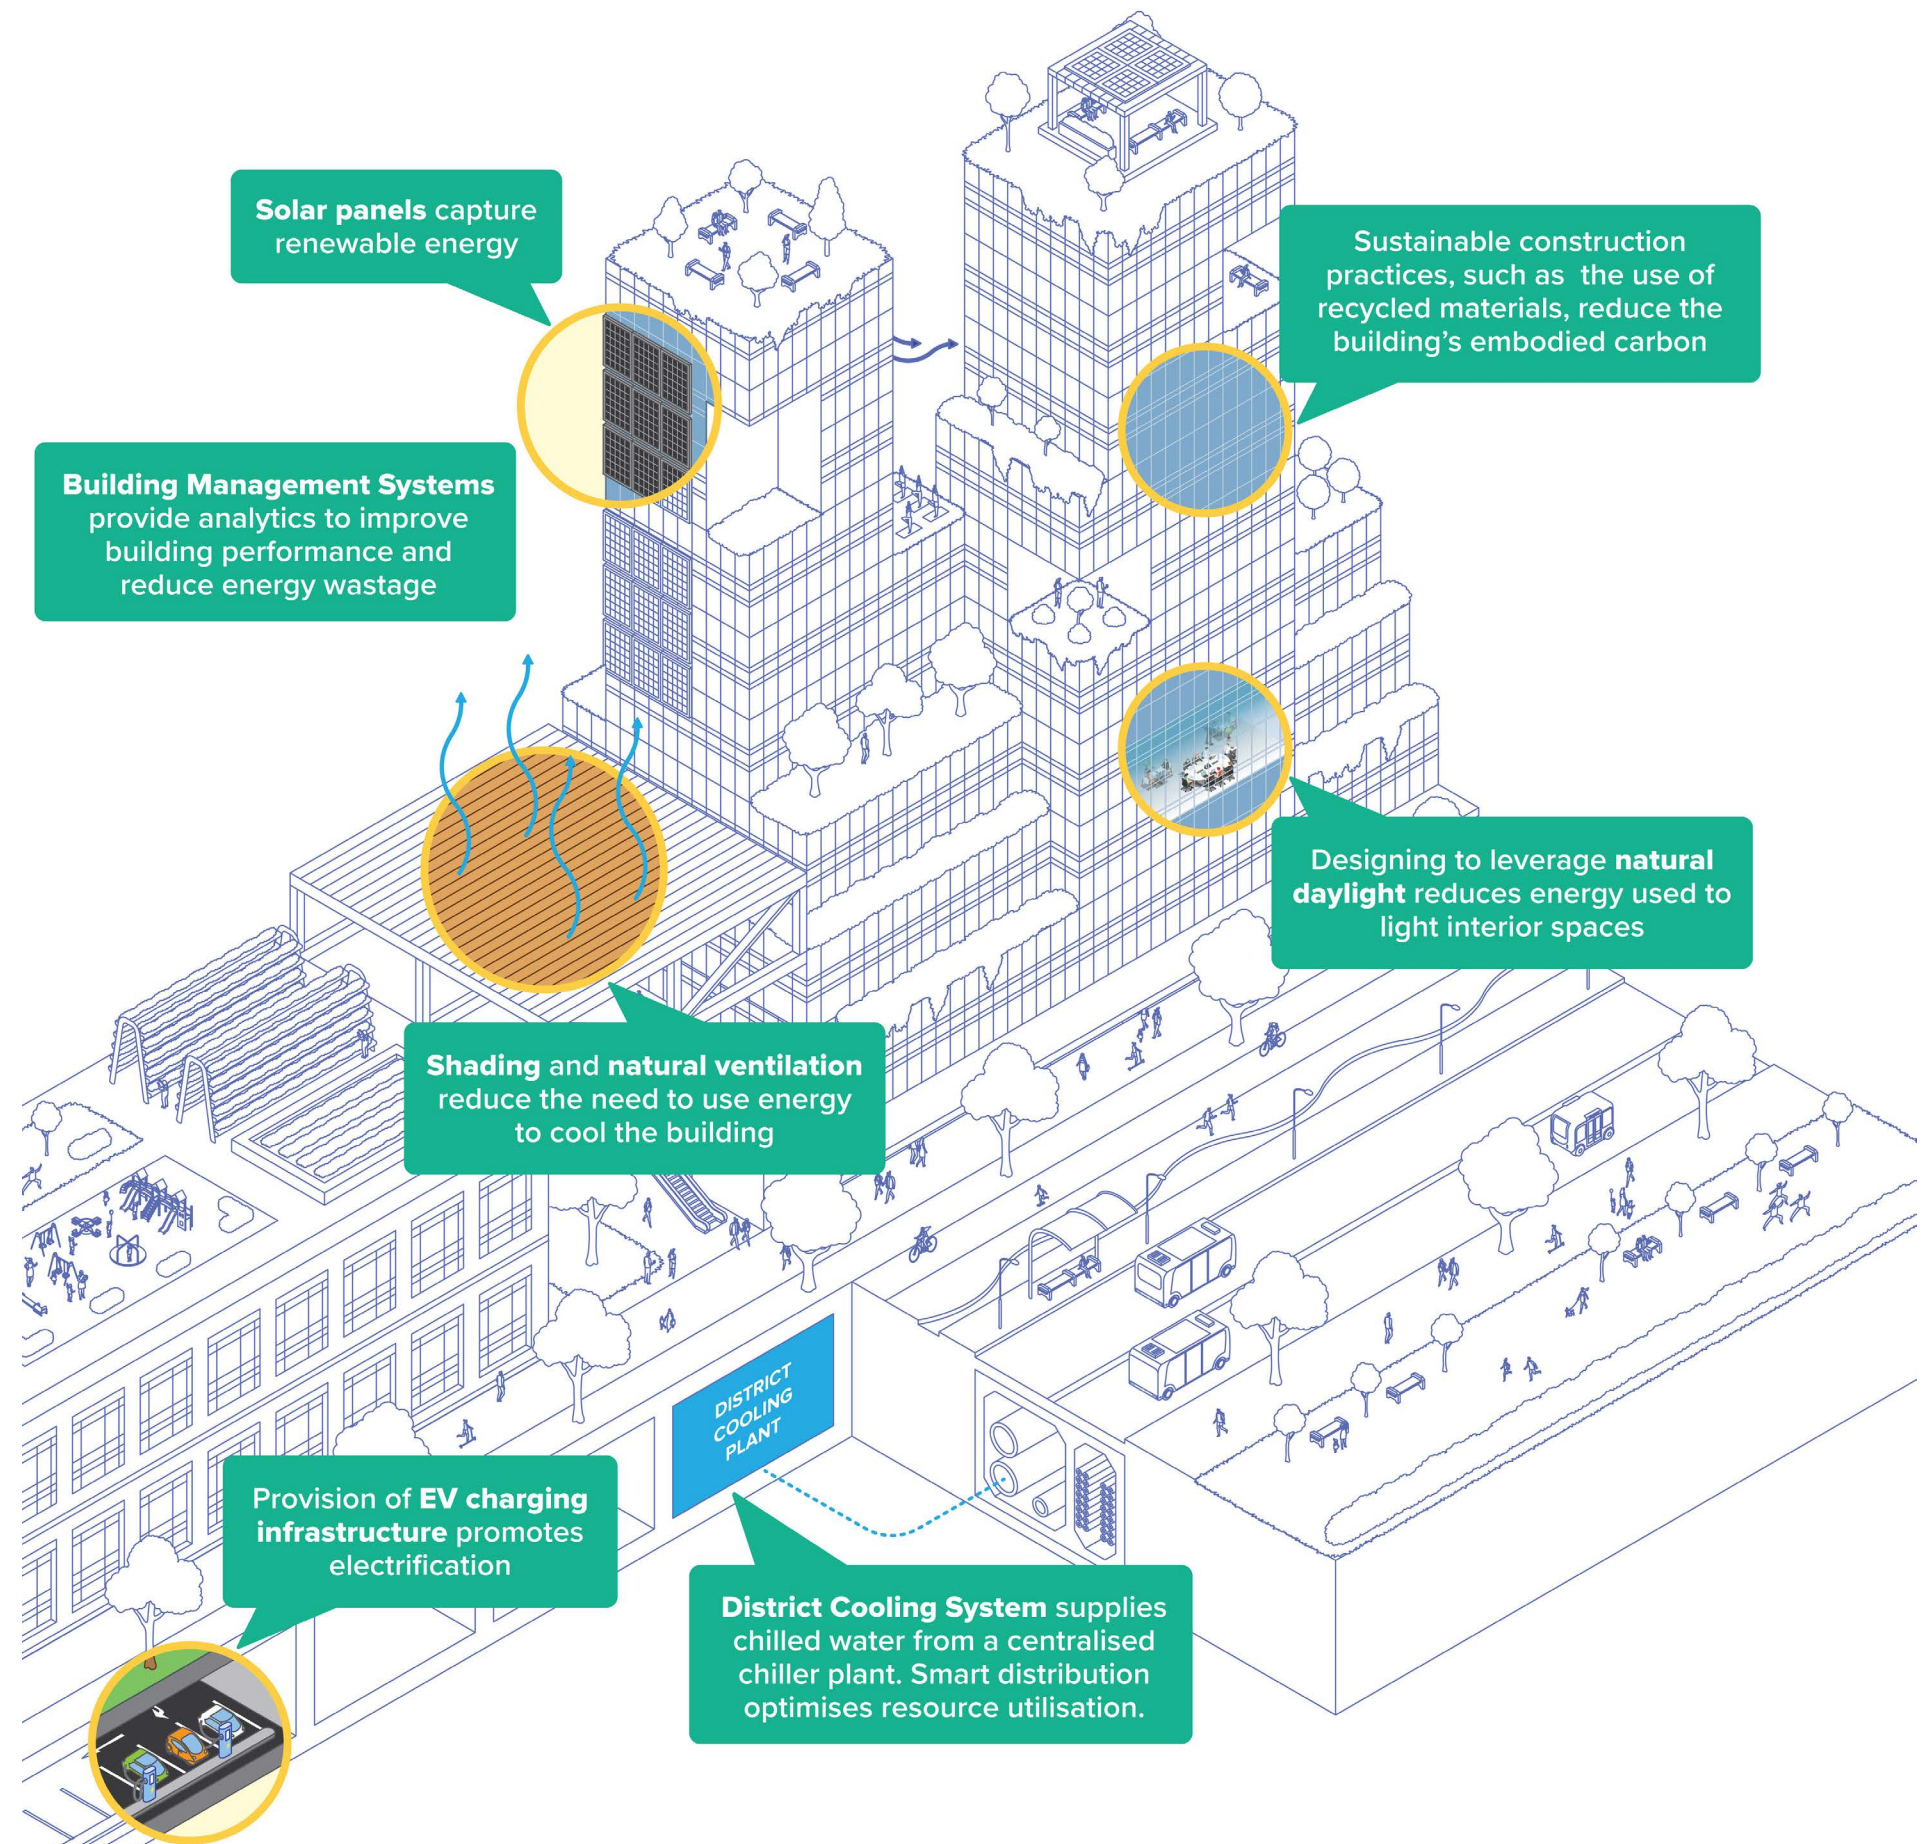 Solar panels capture
renewable energy
Sustainable construction
practices, such as the use of
recycled materials, reduce the
building's embodied carbon
Building Management Systems
provide analytics to improve
building performance and
reduce energy wastage
Designing to leverage natural
daylight reduces energy used to
light interior spaces
Shading and natural ventilation
reduce the need to use energy
to cool the building
DISTRICT
COOLING
PLANT
Provision of EV charging
infrastructure promotes
electrification
District Cooling System supplies
chilled water from a centralised
chiller plant. Smart distribution
optimises resource utilisation.